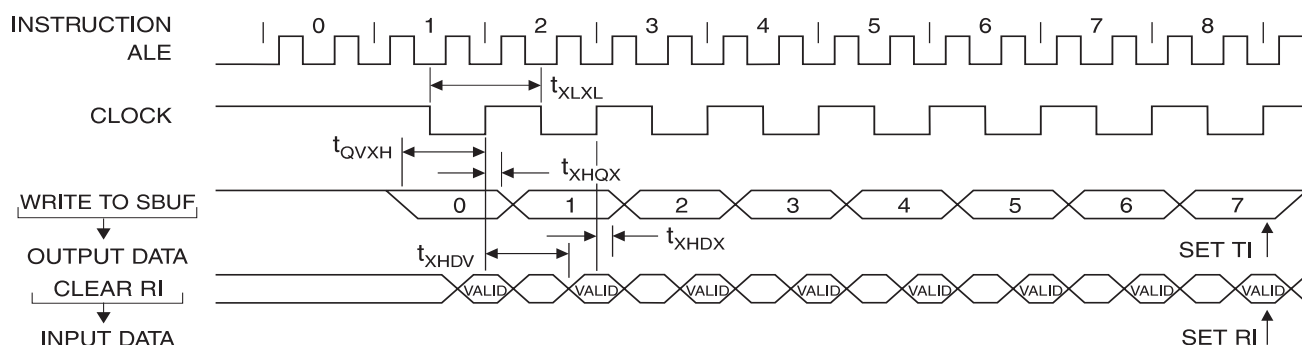 INSTRUCTION 0 1 2 3 4 5 6 7 8
ALE
tXLXL
CLOCK
tQVXH
tXHQX
WRITE TO SBUF 0 1 2 3 4 5 6 7
tXHDX
SET TI
OUTPUT DATA
tXHDV
CLEAR RI VALID VALID VALID VALID VALID VALID VALID VALID
INPUT DATA
SET RI